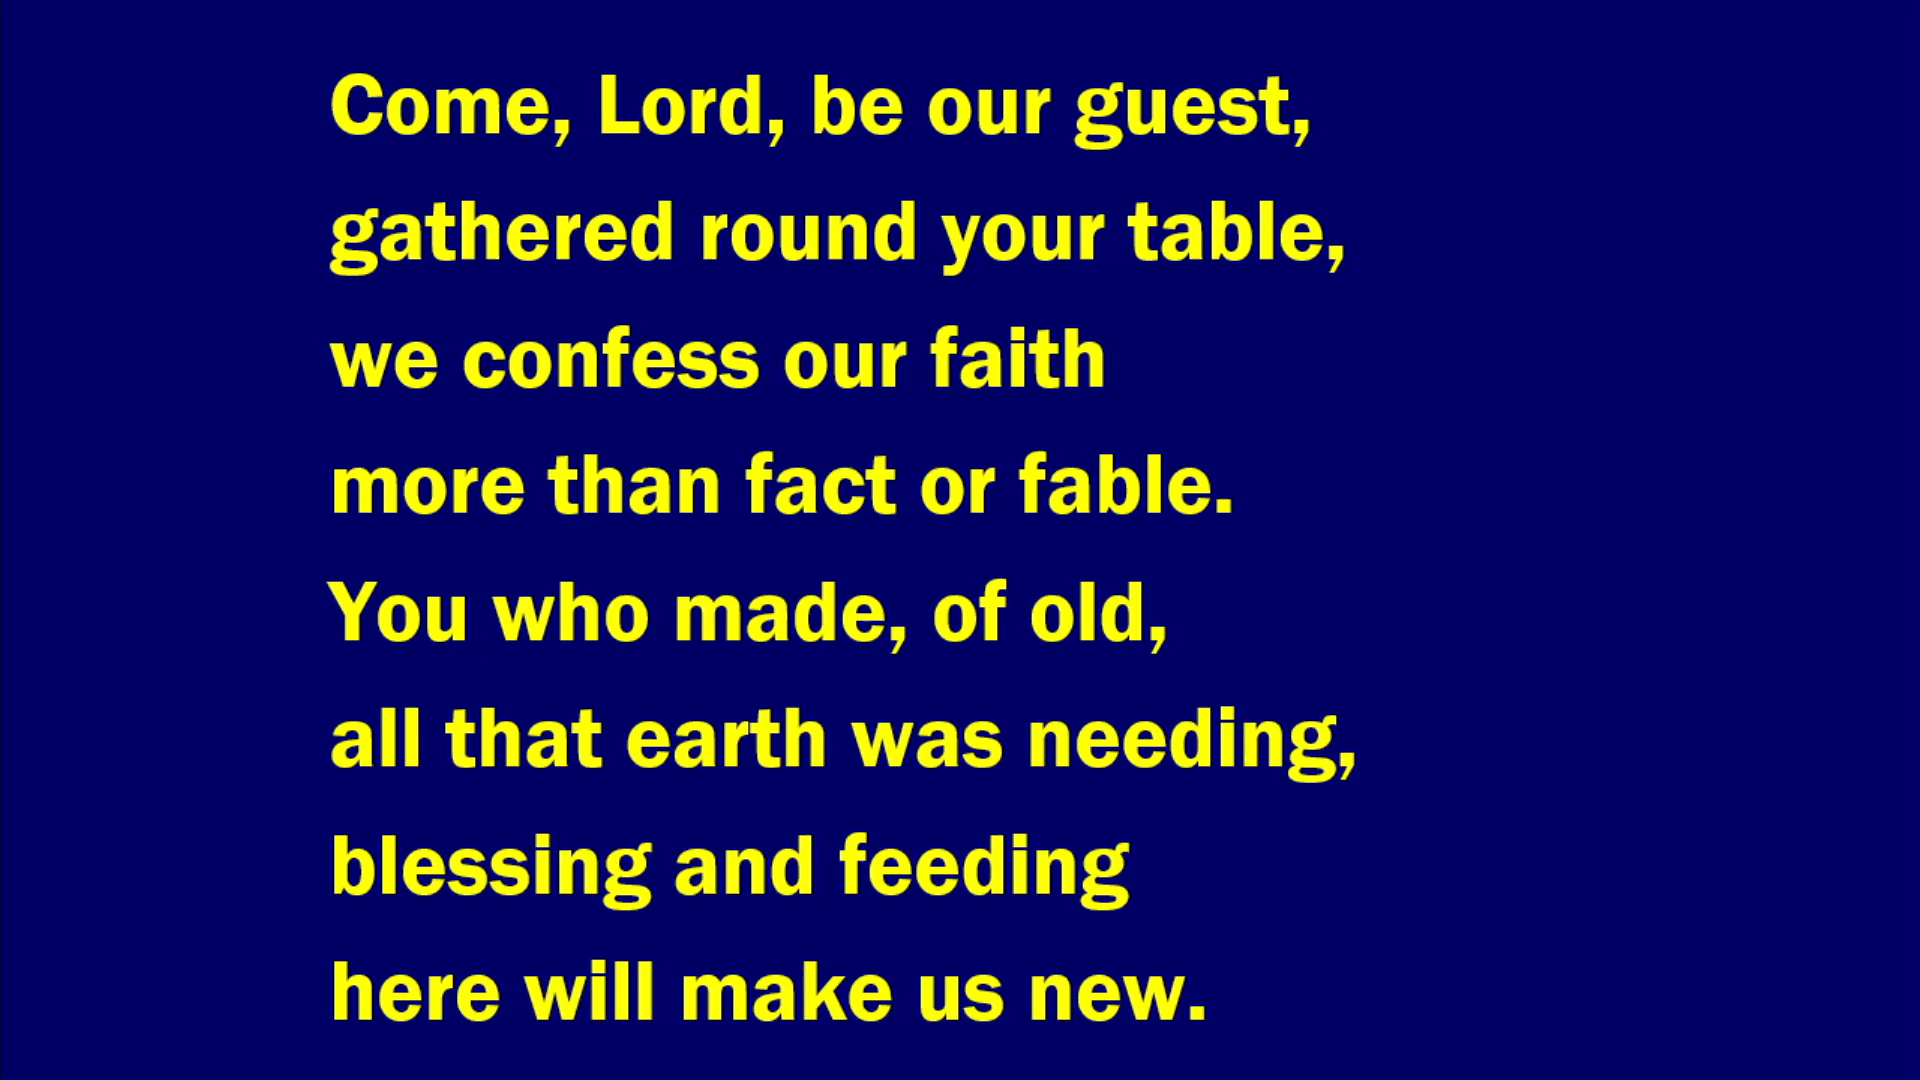 Come, Lord, be our guest,
gathered round your table,
we confess our faith
more than fact or fable.
You who made, of old,
all that earth was needing,
blessing and feeding
here will make us new.